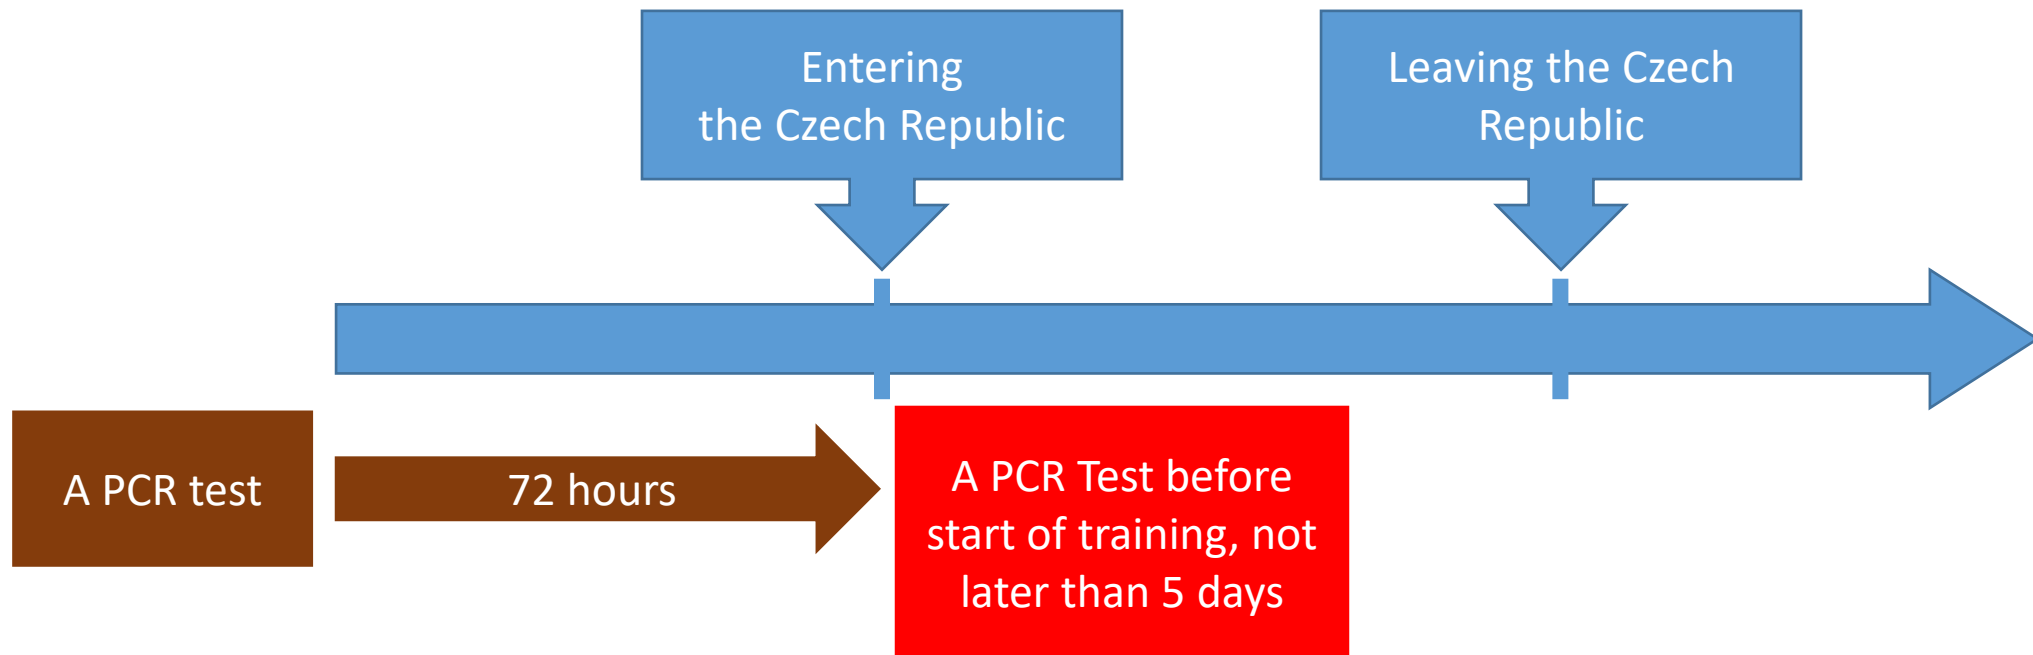 Entering
the Czech Republic
Leaving the Czech
Republic
A PCR test
72 hours
A PCR Test before
start of training, not
later than 5 days